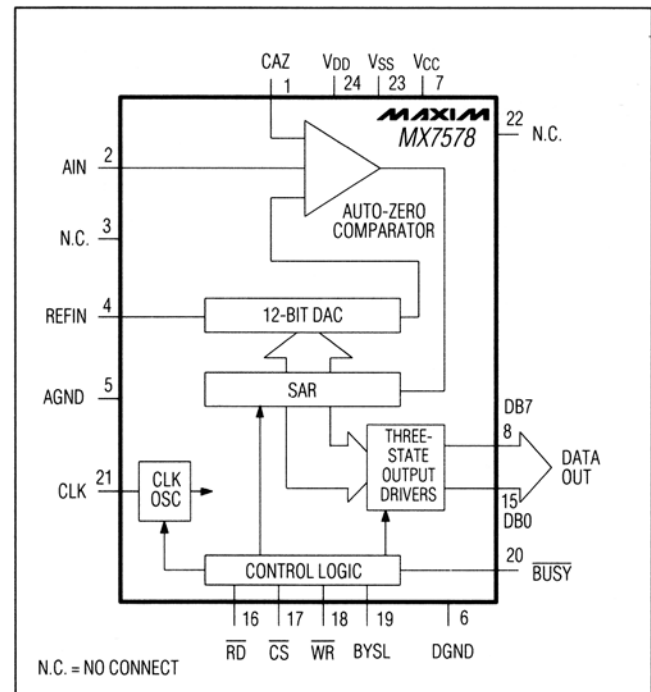 CAZ VDD VSS VCC
1 24 23 7
MAXIM
MX7578
22
N.C.
AIN 2
AUTO-ZERO
COMPARATOR
N.C. 3
REFIN 4
12-BIT DAC
AGND 5
SAR
DB7
8
THREE-
STATE
OUTPUT
DRIVERS
DATA
OUT
CLK 21
CLK
OSC
15
DB0
20
BUSY
CONTROL LOGIC
16 17 18 19 6
RD CS WR BYSL DGND
N.C. = NO CONNECT